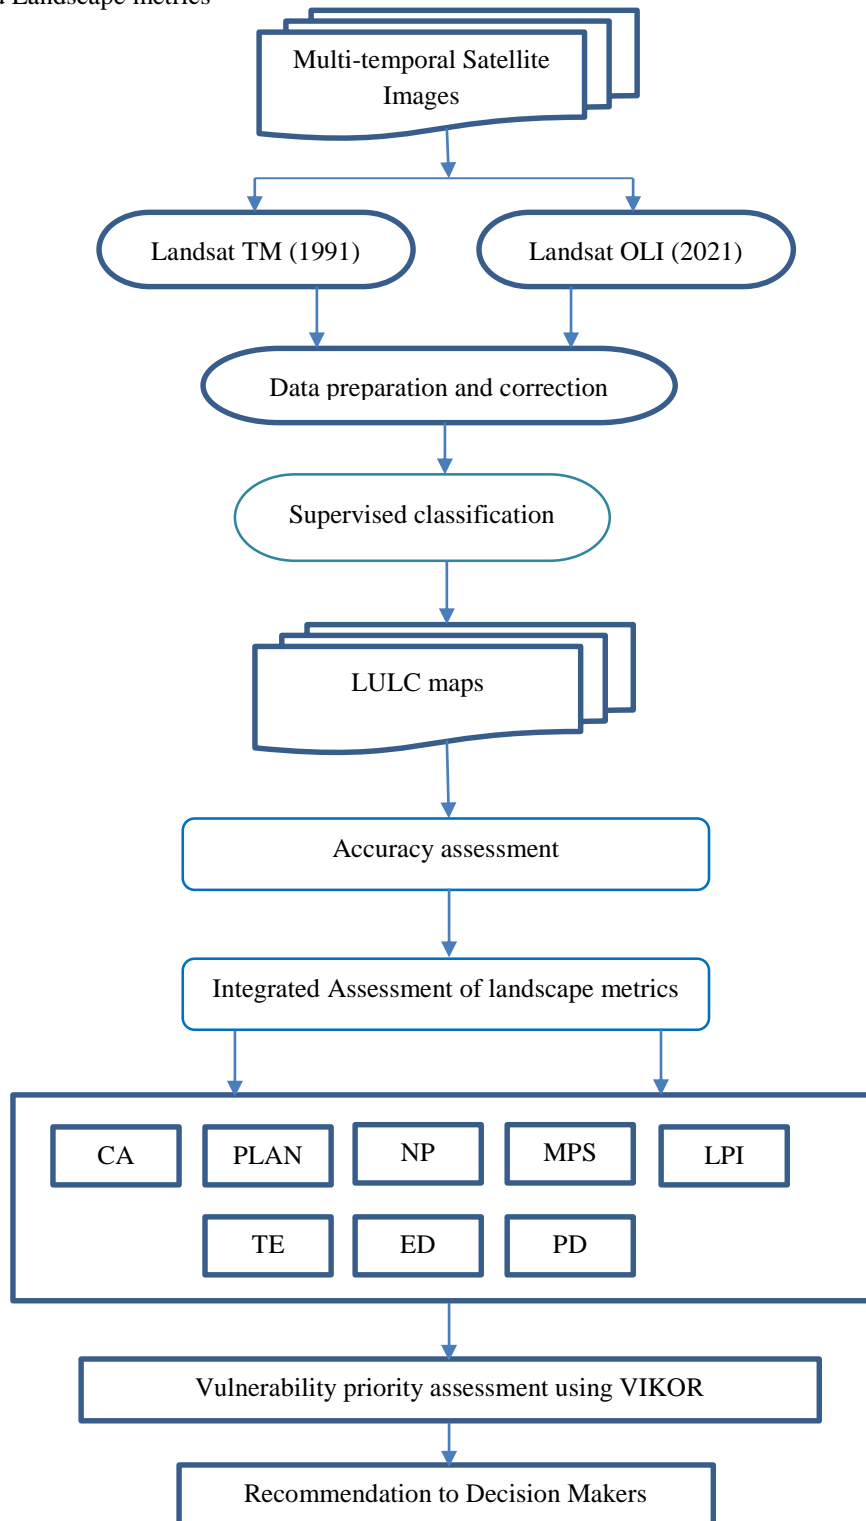 Landscape metrics
Multi-temporal Satellite
Images
Landsat TM (1991)
Landsat OLI (2021)
Data preparation and correction
Supervised classification
LULC maps
Accuracy assessment
Integrated Assessment of landscape metrics
CA
PLAN
NP
MPS
LPI
TE
ED
PD
Vulnerability priority assessment using VIKOR
Recommendation to Decision Makers